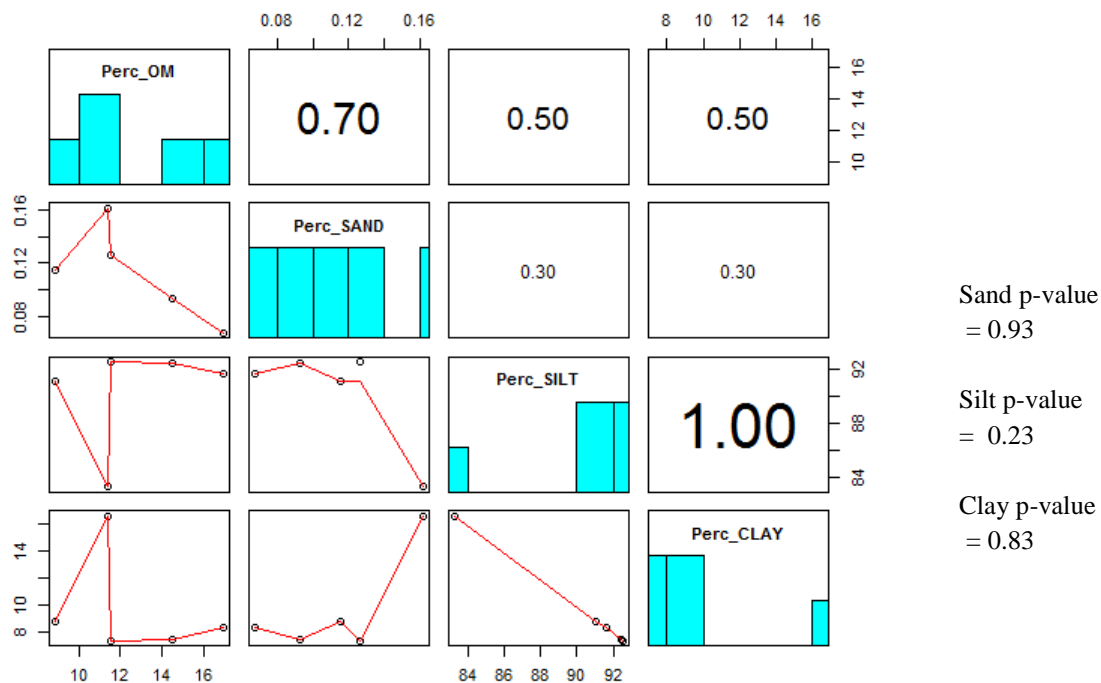 0.08 0.12 0.16 8 10 12 14 16
Perc_OM
0.70
0.50
0.50
10 12 14 16
0.08 0.12 0.16
Perc_SAND
0.30
0.30
Perc_SILT
1.00
84 88 92
8 10 14
Perc_CLAY
10 12 14 16
84 86 88 90 92
Sand p-value
= 0.93
Silt p-value
= 0.23
Clay p-value
= 0.83